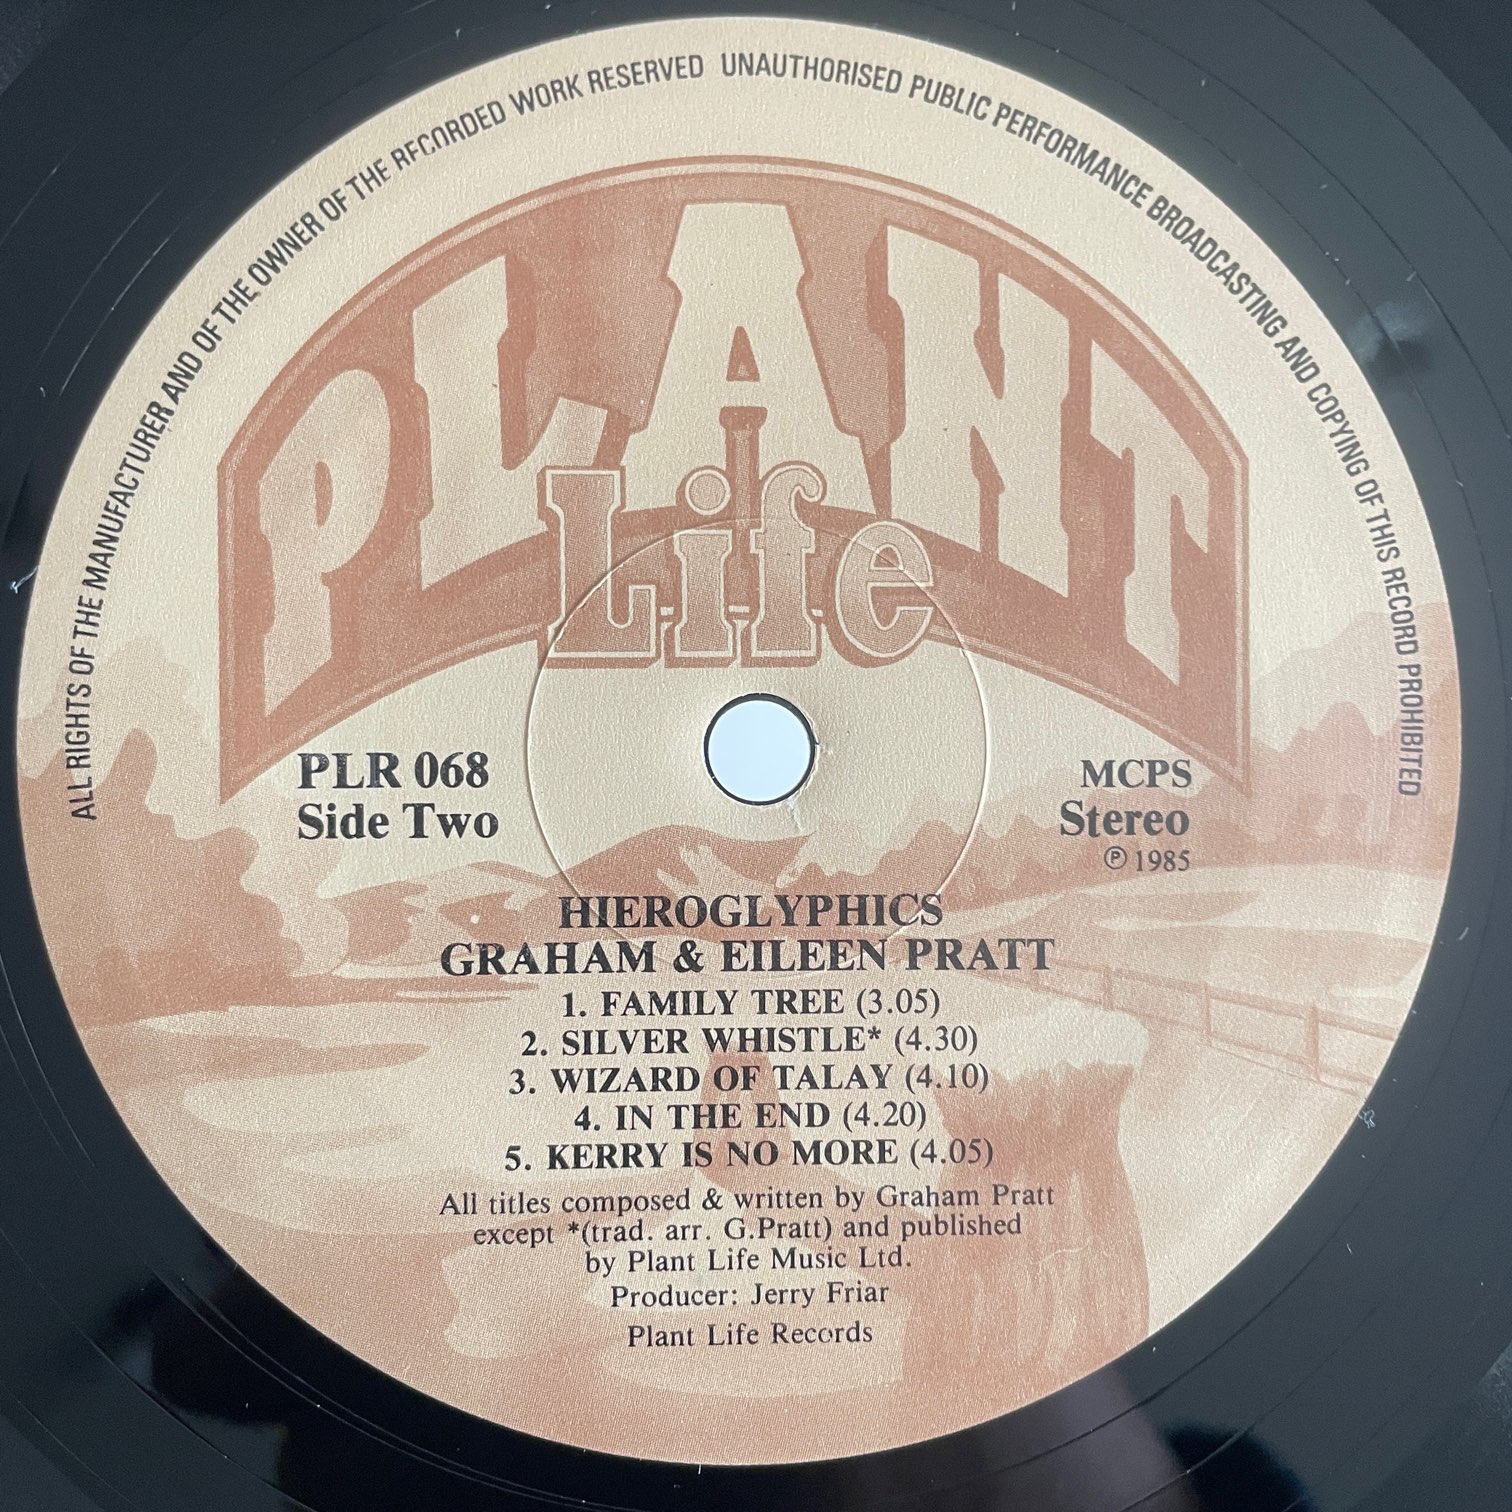 ALL RIGHTS OF THE MANUFACTURER AND OF THE OWNER OF THE RECORDED WORK RESERVED UNAUTHORISED PUBLIC PERFORMANCE BROADCASTING AND COPYING OF THIS RECORD PROHIBITED
PLANT
Life
PLR 068
Side Two
MCPS
Stereo
℗ 1985
HIEROGLYPHICS
GRAHAM & EILEEN PRATT
1. FAMILY TREE (3.05)
2. SILVER WHISTLE* (4.30)
3. WIZARD OF TALAY (4.10)
4. IN THE END (4.20)
5. KERRY IS NO MORE (4.05)
All titles composed & written by Graham Pratt
except *(trad. arr. G.Pratt) and published
by Plant Life Music Ltd.
Producer: Jerry Friar
Plant Life Records